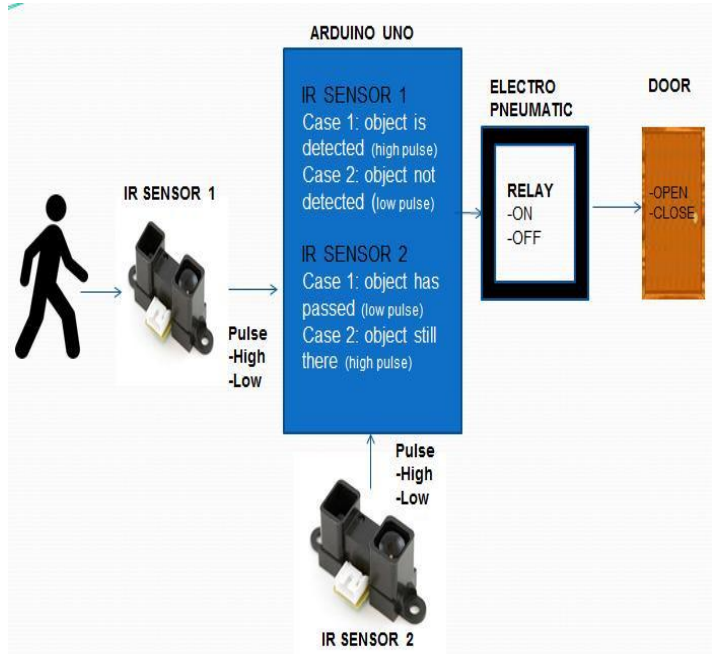 ARDUINO UNO
IR SENSOR 1
Case 1: object is
detected (high pulse)
Case 2: object not
detected (low pulse)
IR SENSOR 2
Case 1: object has
passed (low pulse)
Case 2: object still
there (high pulse)
IR SENSOR 1
Pulse
-High
-Low
ELECTRO
PNEUMATIC
RELAY
-ON
-OFF
DOOR
-OPEN
-CLOSE
Pulse
-High
-Low
IR SENSOR 2